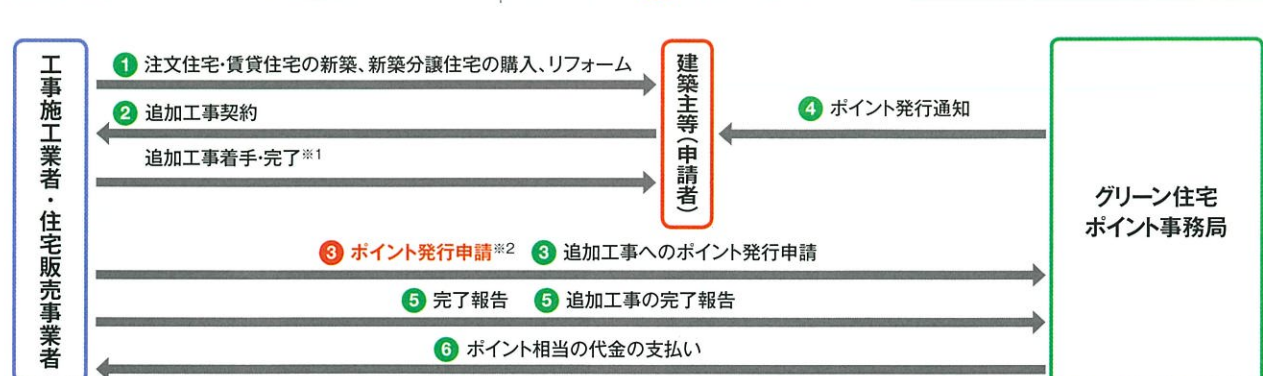 工事施工業者・住宅販売事業者
1 注文住宅・賃貸住宅の新築、新築分譲住宅の購入、リフォーム
2 追加工事契約
追加工事着手・完了※1
建築主等(申請者)
4 ポイント発行通知
グリーン住宅
ポイント事務局
3 ポイント発行申請※2 3 追加工事へのポイント発行申請
5 完了報告 5 追加工事の完了報告
6 ポイント相当の代金の支払い